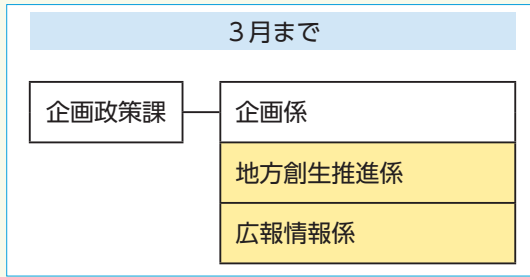 ３月まで
企画政策課
企画係
地方創生推進係
広報情報係